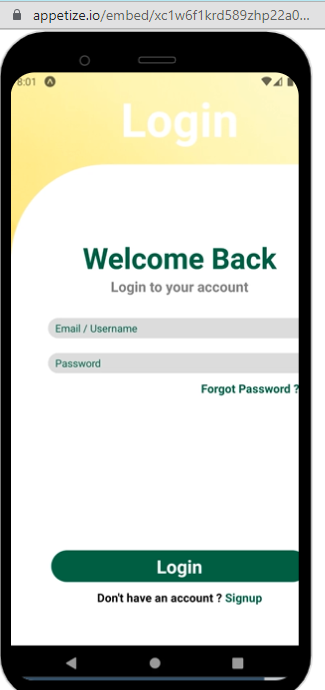 appetize.io/embed/xc1w6f1krd589zhp22a0...
8:01
Login
Welcome Back
Login to your account
Email / Username
Password
Forgot Password ?
Login
Don't have an account ? Signup